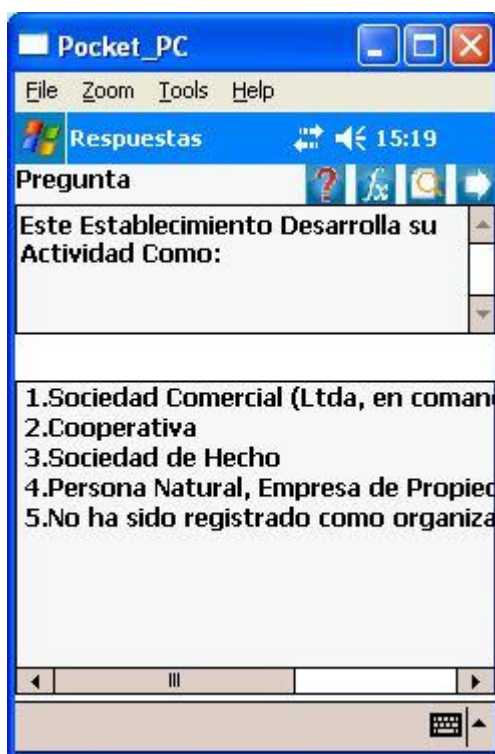 Pocket_PC
File Zoom Tools Help
Respuestas 15:19
Pregunta
Este Establecimiento Desarrolla su
Actividad Como:
1.Sociedad Comercial (Ltda, en coman
2.Cooperativa
3.Sociedad de Hecho
4.Persona Natural, Empresa de Propied
5.No ha sido registrado como organiza